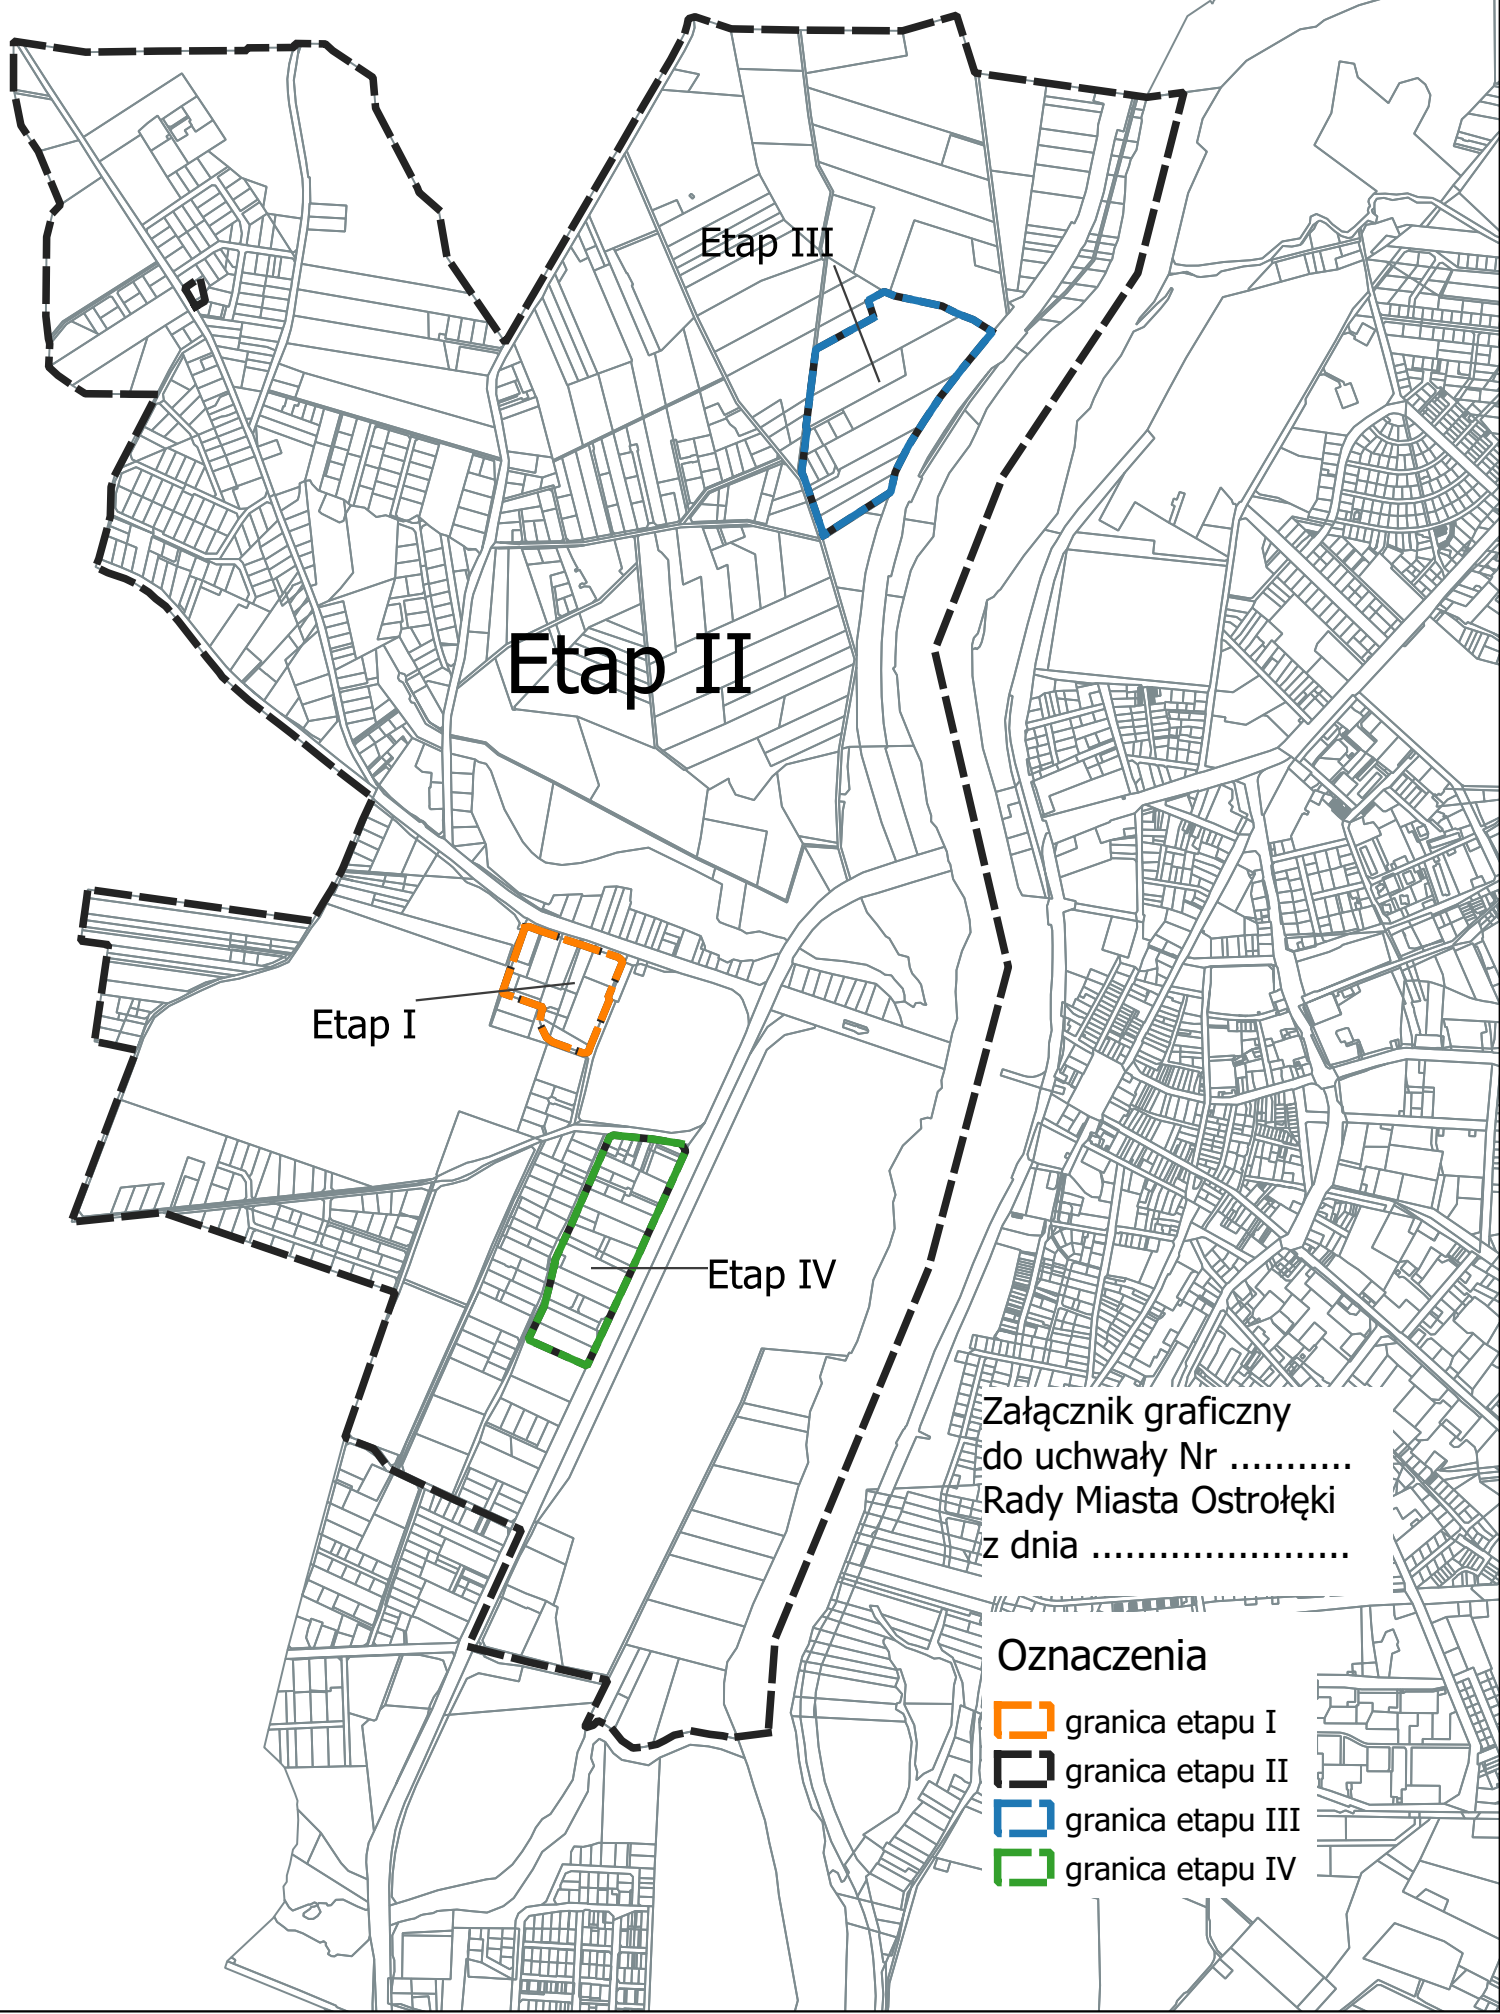 Etap III
Etap II
Etap I
Etap IV
Załącznik graficzny
do uchwały Nr ...........
Rady Miasta Ostrołęki
z dnia .......................
Oznaczenia
granica etapu I
granica etapu II
granica etapu III
granica etapu IV